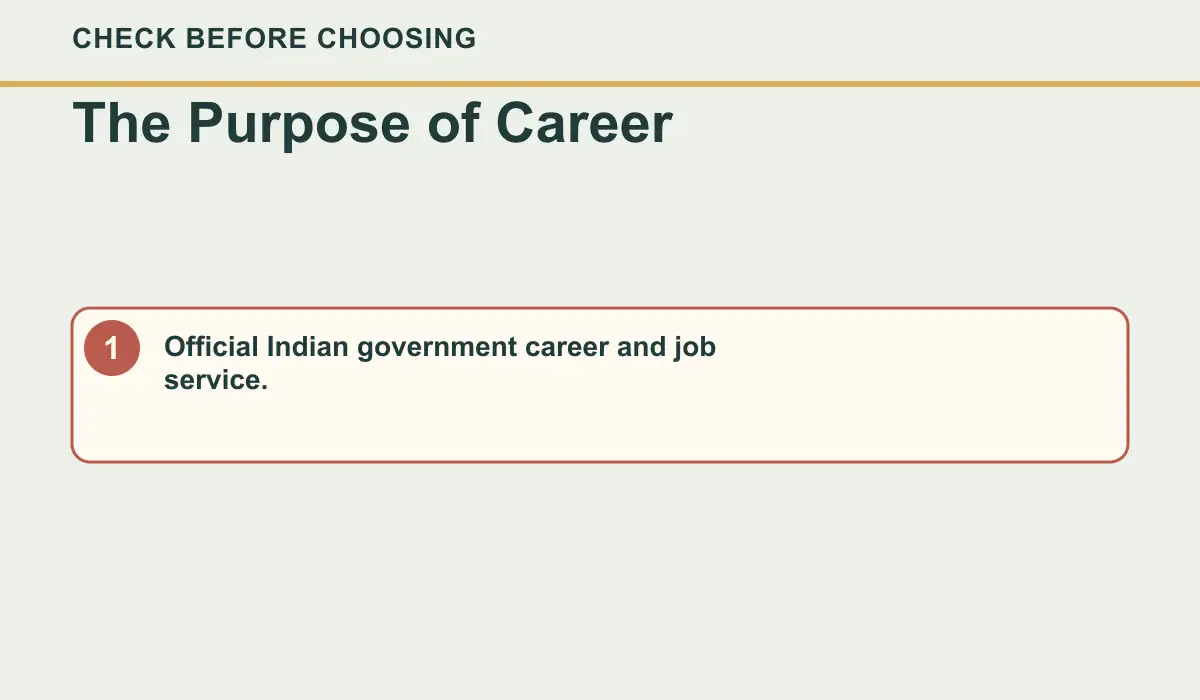 CHECK BEFORE CHOOSING
The Purpose of Career
1
Official Indian government career and job
service.